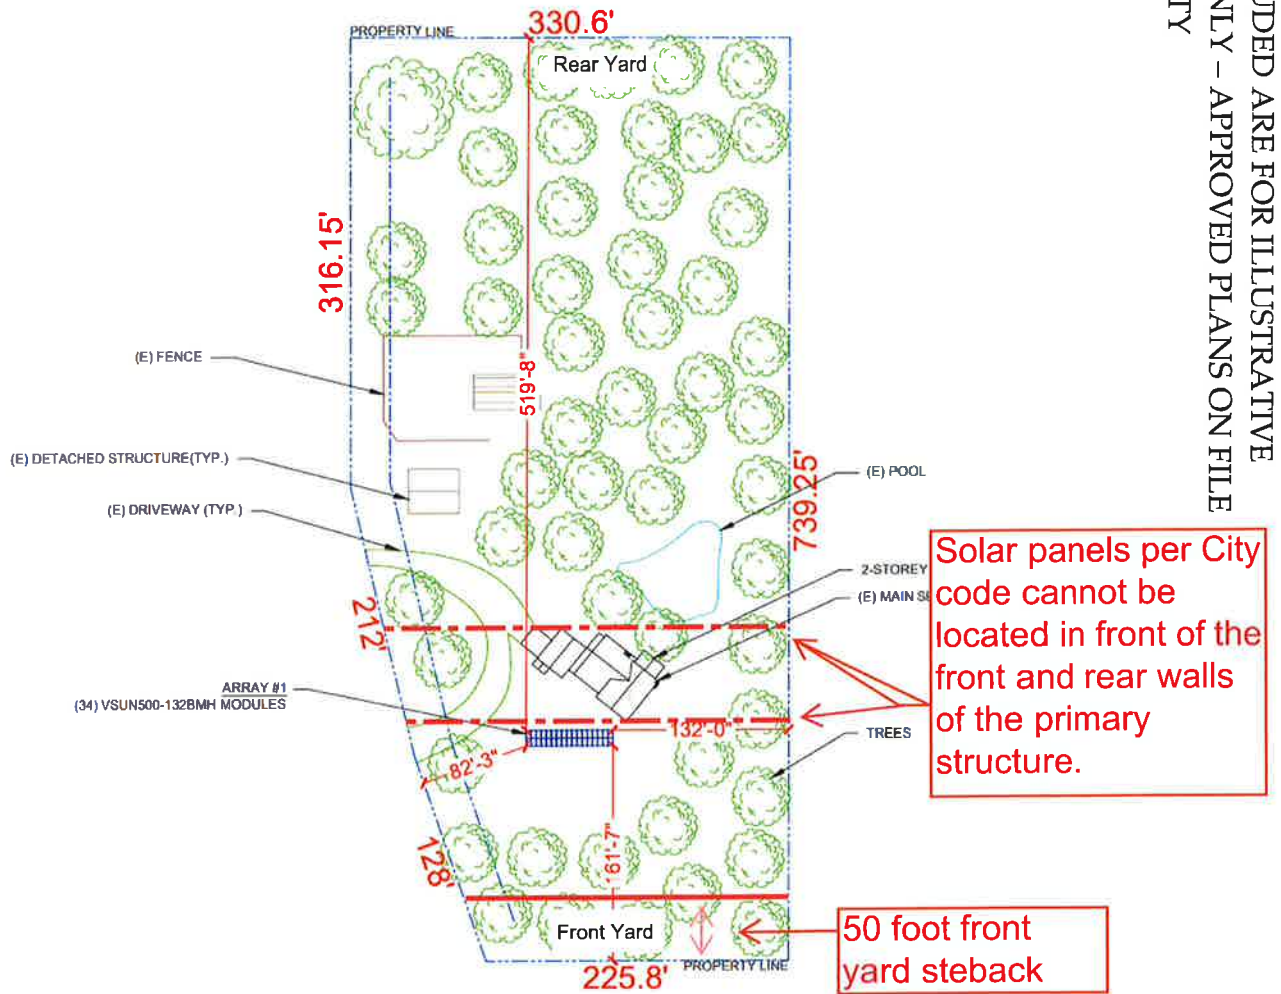 UDED ARE FOR ILLUSTRATIVE
NLY – APPROVED PLANS ON FILE
TY
330.6'
PROPERTY LINE
Rear Yard
316.15'
(E) FENCE
519'-8"
(E) DETACHED STRUCTURE(TYP.)
(E) DRIVEWAY (TYP.)
739.25'
(E) POOL
2-STOREY
(E) MAIN
212'
Solar panels per City
code cannot be
located in front of the
front and rear walls
of the primary
structure.
ARRAY #1
(34) VSUN500-132BMH MODULES
132'-0"
82'-3"
TREES
161'-7"
128'
Front Yard
50 foot front
yard steback
PROPERTY LINE
225.8'